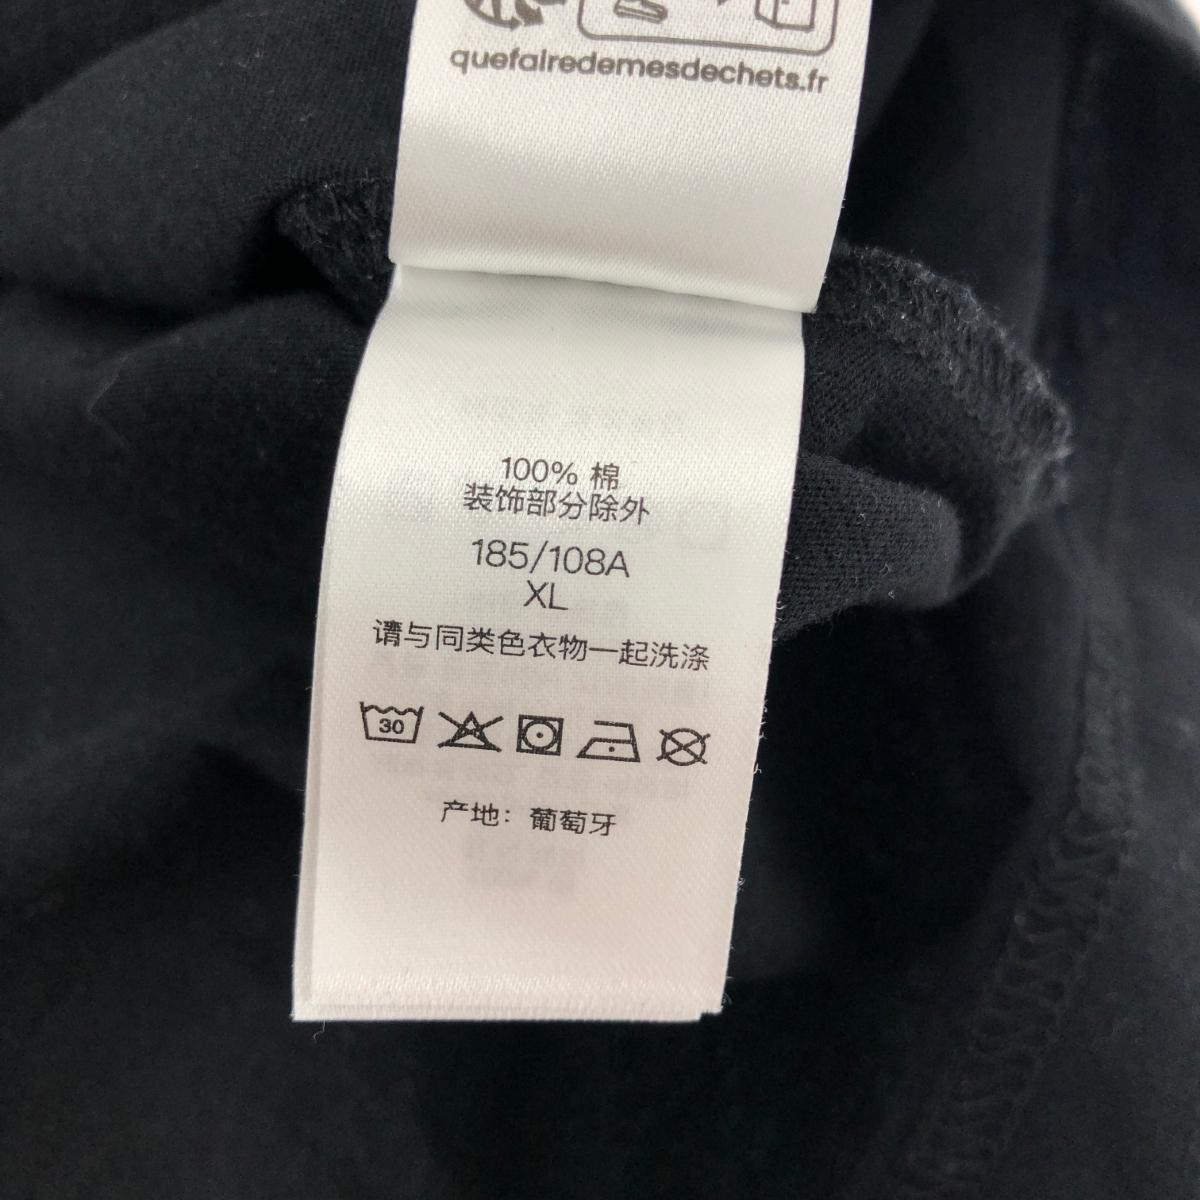 quefairedemesdechets.fr
100% 棉
装饰部分除外
185/108A
XL
请与同类色衣物一起洗涤
30
产地：葡萄牙